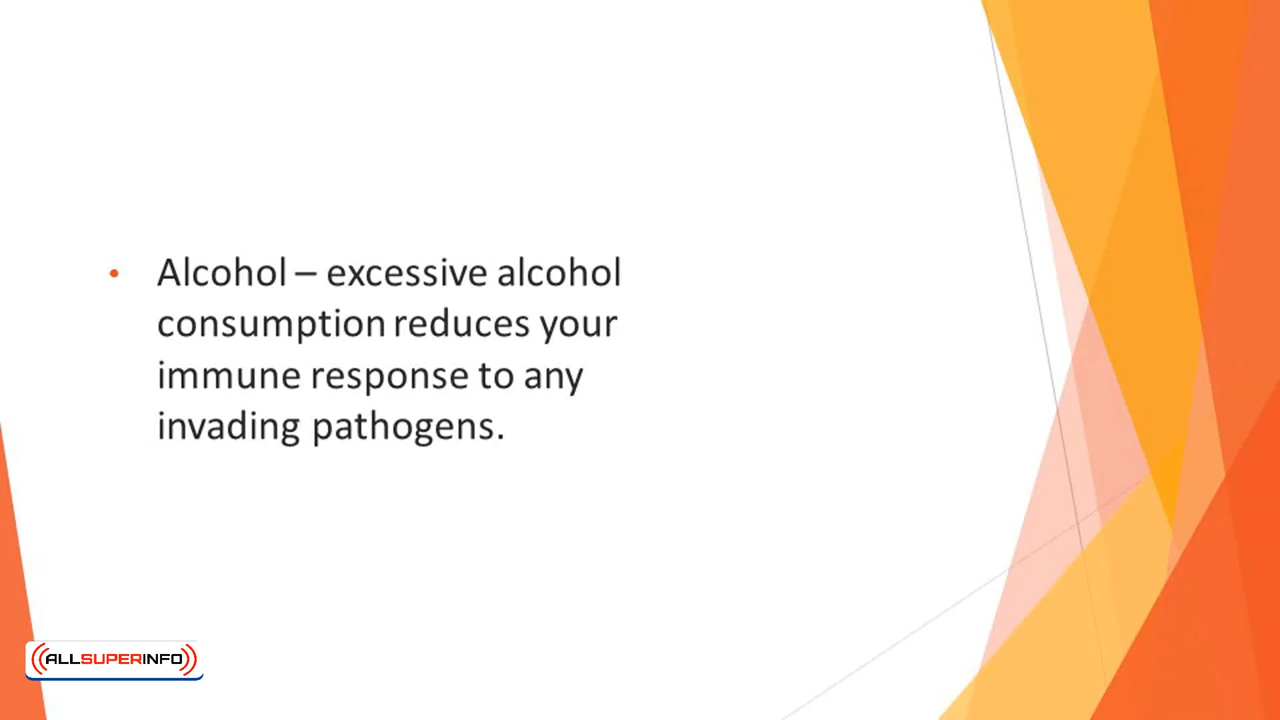 • Alcohol – excessive alcohol
consumption reduces your
immune response to any
invading pathogens.
ALLSUPERINFO